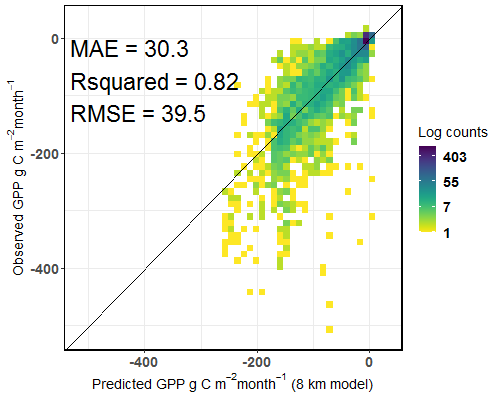 MAE = 30.3
Rsquared = 0.82
RMSE = 39.5
0
-200
-400
Observed GPP g C m⁻²month⁻¹
-400 -200 0
Predicted GPP g C m⁻²month⁻¹ (8 km model)
Log counts
403
55
7
1